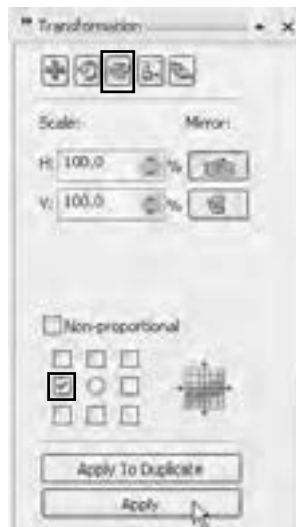 Transformation
Scale: Mirror:
H: 100.0 %
V: 100.0 %
Non-proportional
Apply To Duplicate
Apply